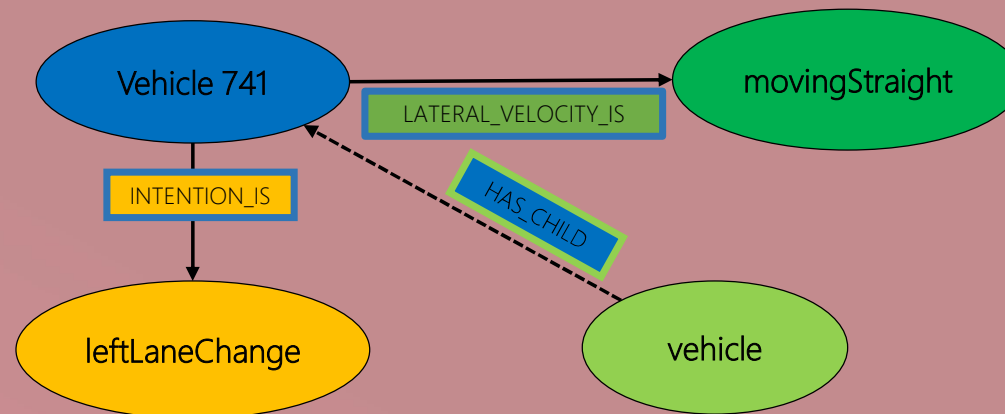 Vehicle 741
movingStraight
LATERAL_VELOCITY_IS
INTENTION_IS
HAS_CHILD
leftLaneChange
vehicle